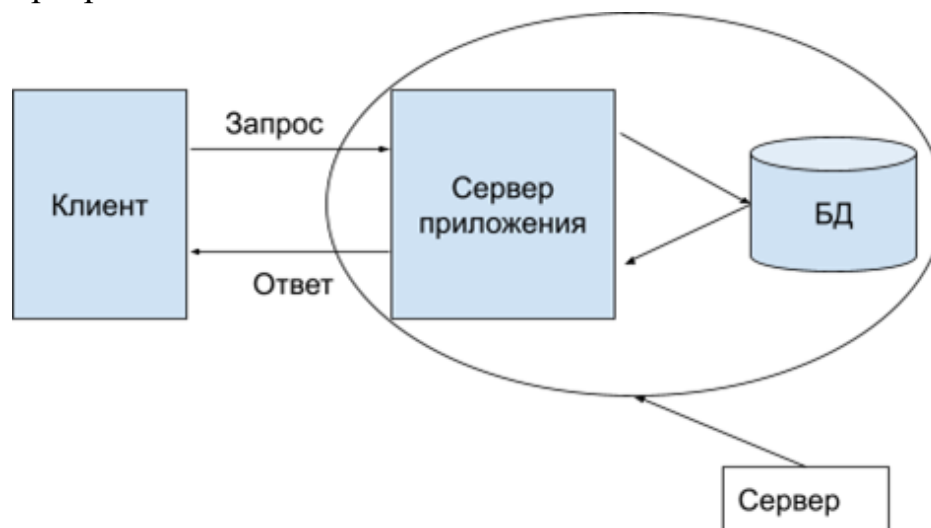 Запрос
Клиент
Сервер
приложения
БД
Ответ
Сервер